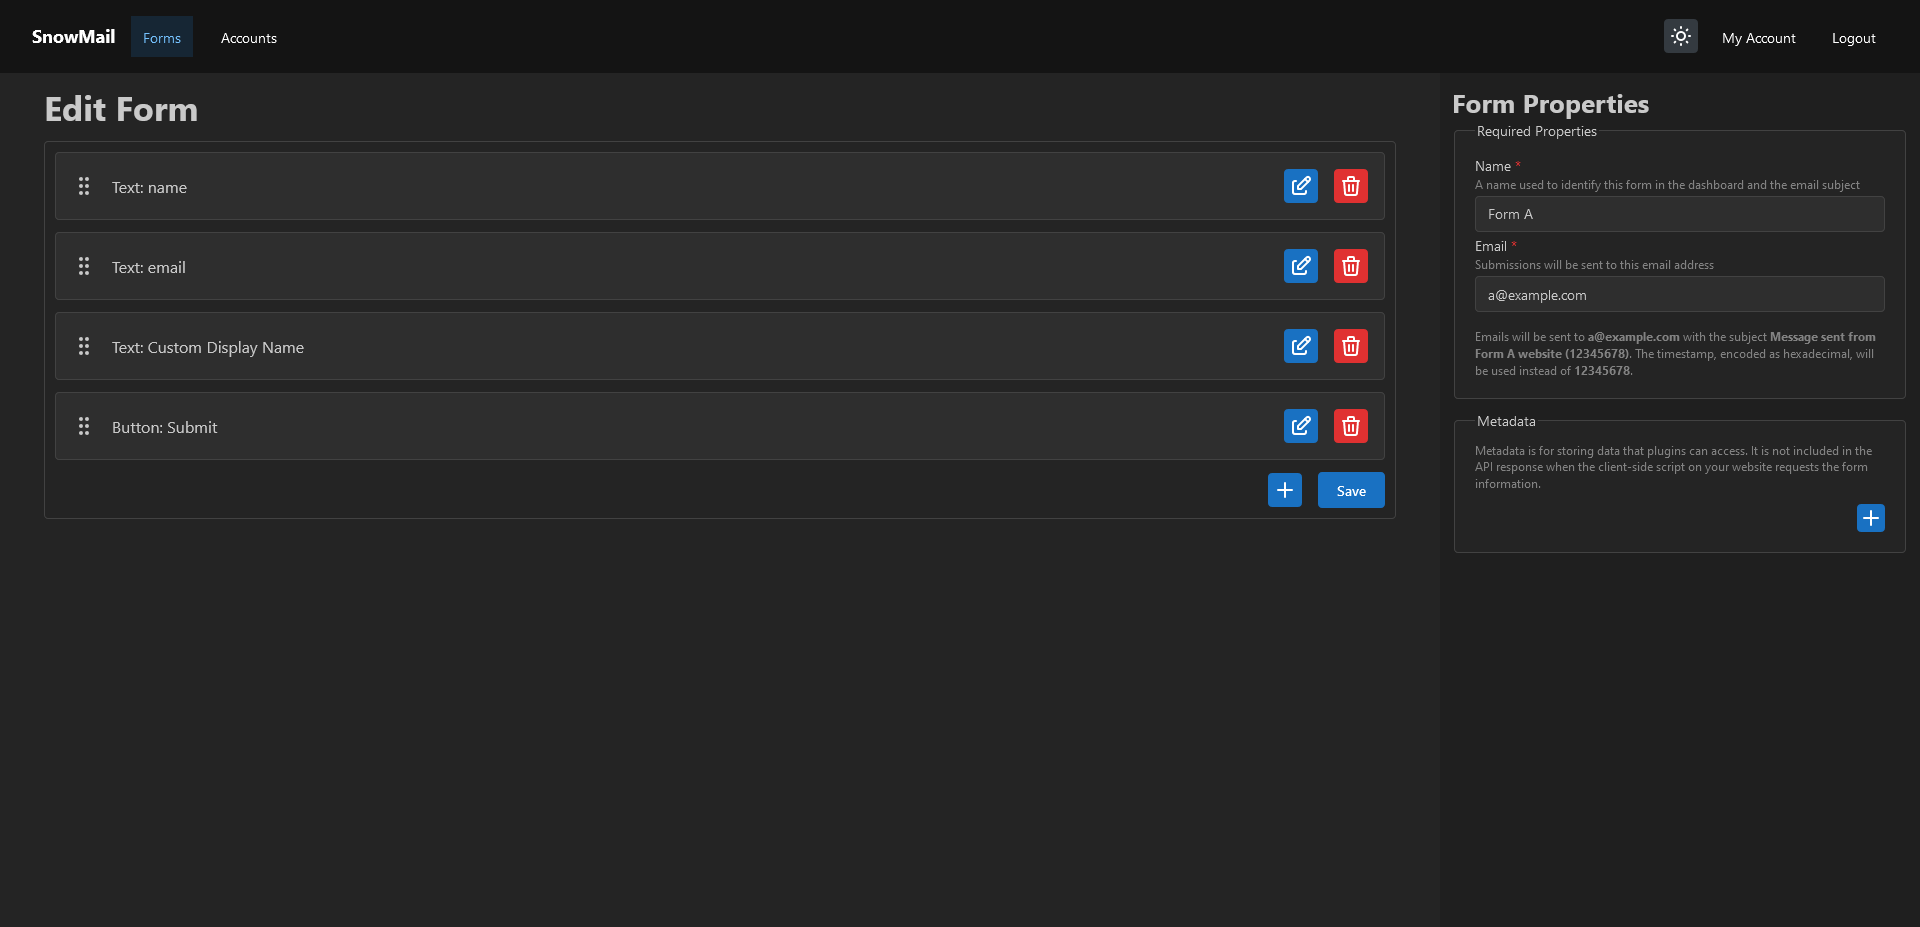 SnowMail Forms Accounts My Account Logout
Edit Form
Text: name
Text: email
Text: Custom Display Name
Button: Submit
Save
Form Properties
Required Properties
Name *
A name used to identify this form in the dashboard and the email subject
Form A
Email *
Submissions will be sent to this email address
a@example.com
Emails will be sent to a@example.com with the subject Message sent from
Form A website (12345678). The timestamp, encoded as hexadecimal, will
be used instead of 12345678.
Metadata
Metadata is for storing data that plugins can access. It is not included in the
API response when the client-side script on your website requests the form
information.